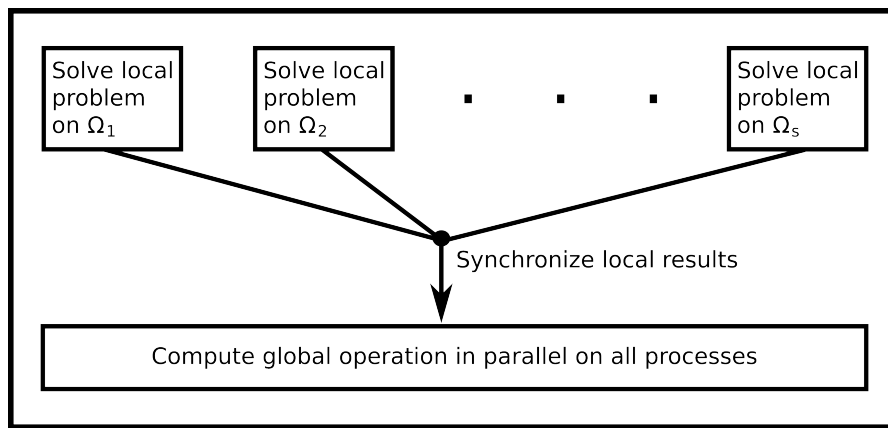 Solve local
problem
on Ω₁
Solve local
problem
on Ω₂
. . .
Solve local
problem
on Ωₛ
Synchronize local results
Compute global operation in parallel on all processes